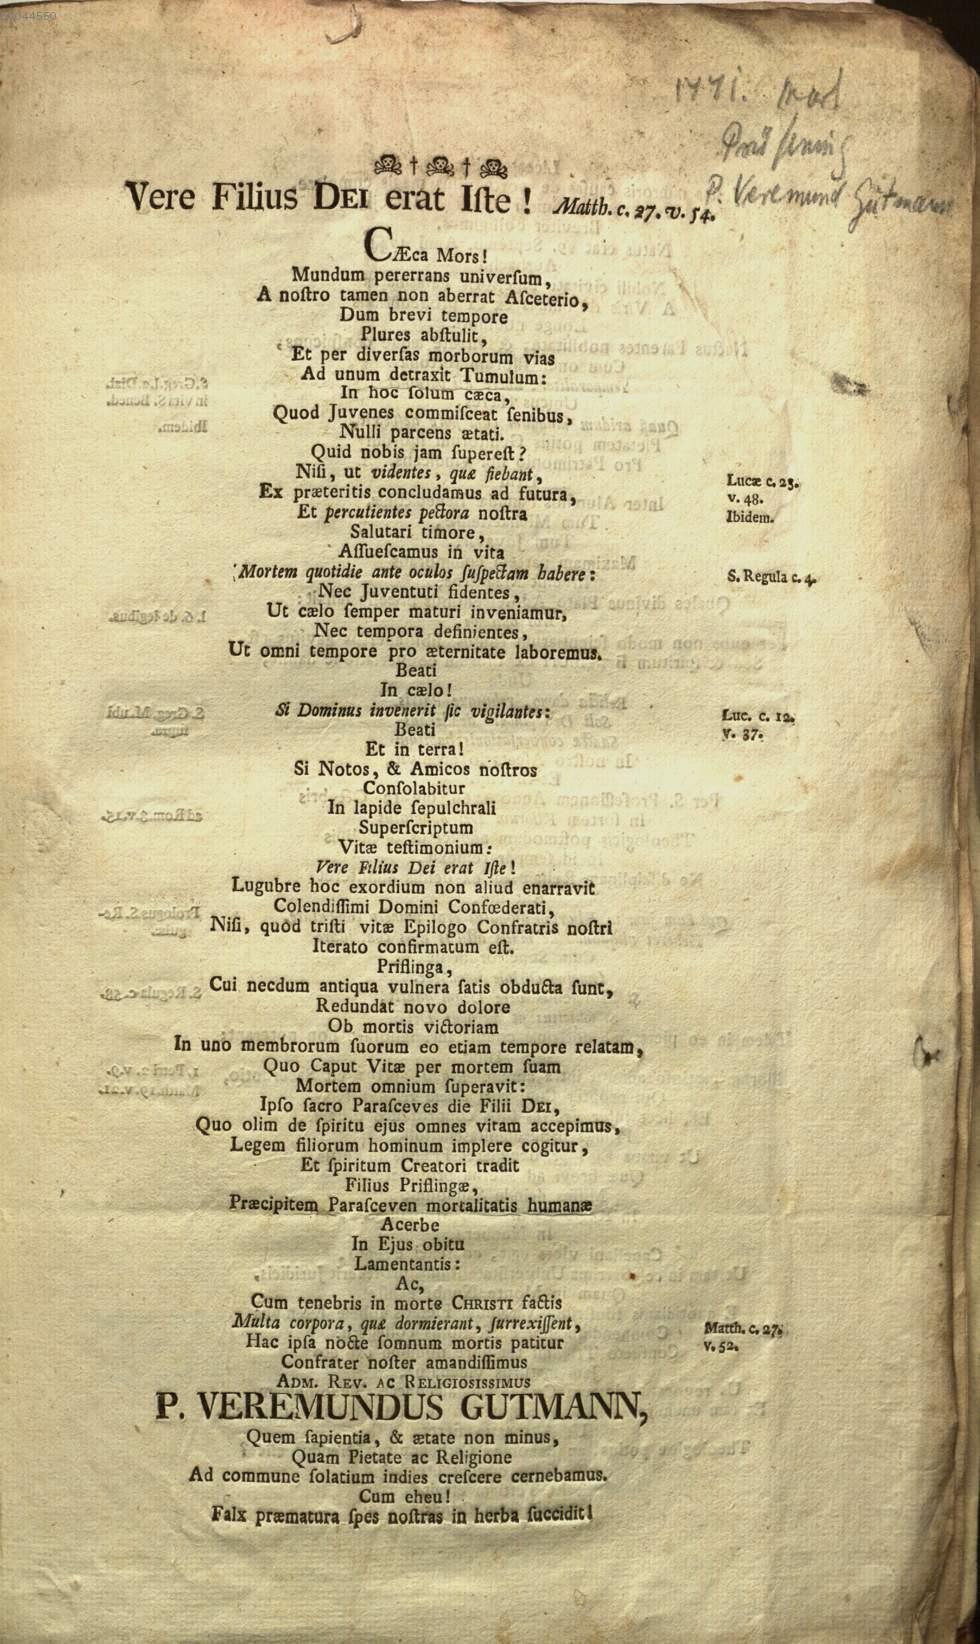 1771. Mart
Prüfening
P. Veremund Gutmann
Vere Filius DEI erat Iſte! Matth. c. 27. v. 54.
CÆca Mors!
Mundum pererrans univerſum,
A noſtro tamen non aberrat Aſceterio,
Dum brevi tempore
Plures abſtulit,
Et per diverſas morborum vias
Ad unum detraxit Tumulum:
In hoc ſolum cæca,
Quod Juvenes commiſceat ſenibus,
Nulli parcens ætati.
Quid nobis jam ſupereſt?
Niſi, ut videntes, quæ fiebant,
Lucæ c. 23.
v. 48.
Ex præteritis concludamus ad futura,
Et percutientes pectora noſtra
Ibidem.
Salutari timore,
Aſſueſcamus in vita
Mortem quotidie ante oculos ſuſpectam habere:
S. Regula c. 4.
Nec Juventuti fidentes,
Ut cælo ſemper maturi inveniamur,
Nec tempora definientes,
Ut omni tempore pro æternitate laboremus.
Beati
In cælo!
Si Dominus invenerit ſic vigilantes:
Luc. c. 12.
v. 37.
Beati
Et in terra!
Si Notos, & Amicos noſtros
Conſolabitur
In lapide ſepulchrali
Superſcriptum
Vitæ teſtimonium:
Vere Filius Dei erat Iſte!
Lugubre hoc exordium non aliud enarravit
Colendiſſimi Domini Confœderati,
Niſi, quòd triſti vitæ Epilogo Confratris noſtri
Iterato confirmatum eſt.
Priflinga,
Cui necdum antiqua vulnera ſatis obducta ſunt,
Redundat novo dolore
Ob mortis victoriam
In uno membrorum ſuorum eo etiam tempore relatam,
Quo Caput Vitæ per mortem ſuam
Mortem omnium ſuperavit:
Ipſo ſacro Paraſceves die Filii DEI,
Quo olim de ſpiritu ejus omnes vitam accepimus,
Legem filiorum hominum implere cogitur,
Et ſpiritum Creatori tradit
Filius Priflingæ,
Præcipitem Paraſceven mortalitatis humanæ
Acerbe
In Ejus obitu
Lamentantis:
Ac,
Cum tenebris in morte CHRISTI factis
Multa corpora, quæ dormierant, ſurrexiſſent,
Matth. c. 27.
v. 52.
Hac ipſa nocte ſomnum mortis patitur
Confrater noſter amandiſſimus
ADM. REV. AC RELIGIOSISSIMUS
P. VEREMUNDUS GUTMANN,
Quem ſapientia, & ætate non minus,
Quam Pietate ac Religione
Ad commune ſolatium indies creſcere cernebamus.
Cum eheu!
Falx præmatura ſpes noſtras in herba ſuccidit!